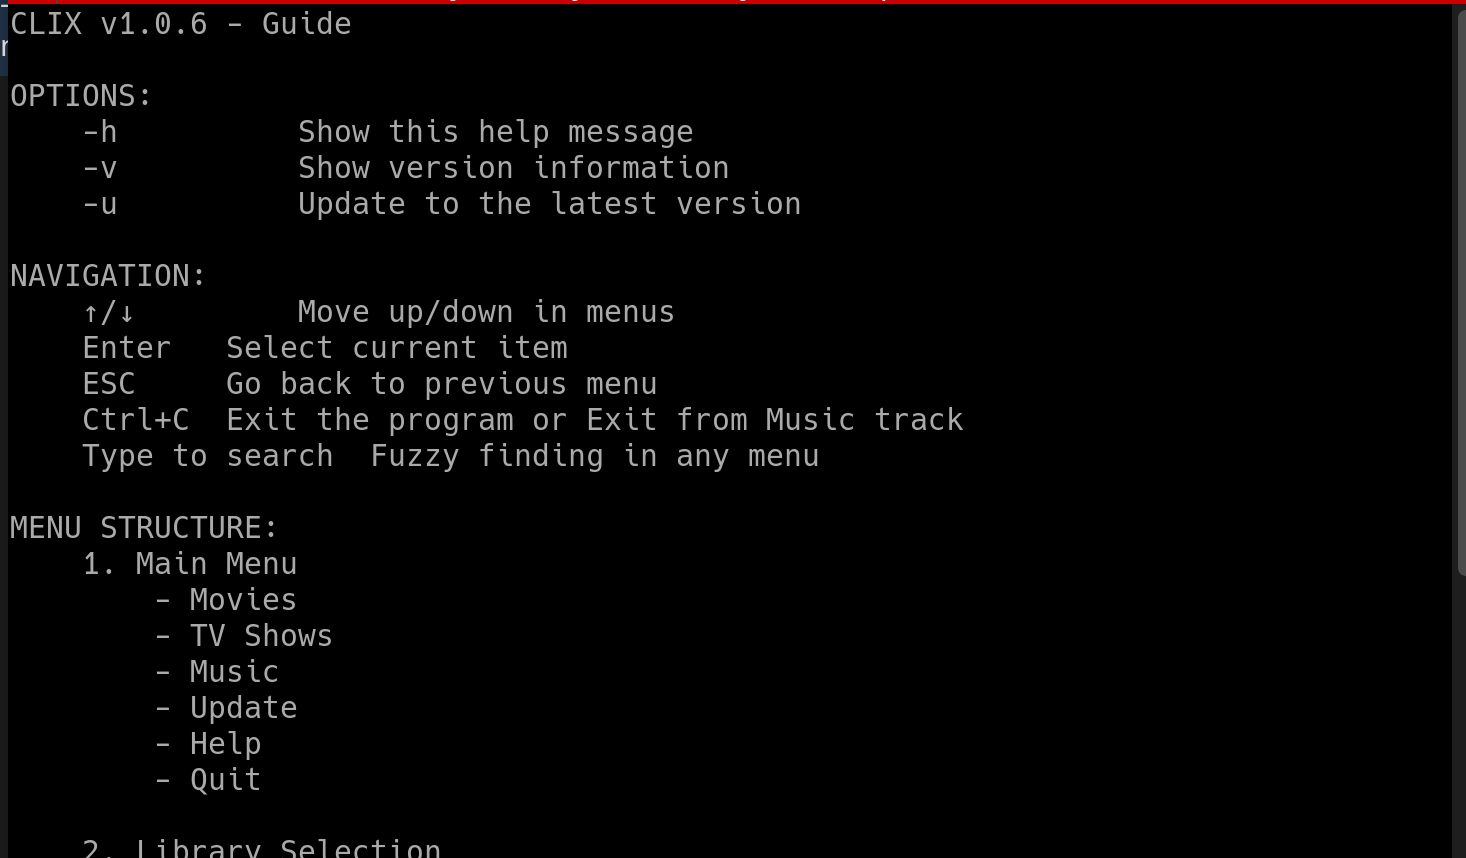 CLIX v1.0.6 - Guide
OPTIONS:
-h Show this help message
-v Show version information
-u Update to the latest version
NAVIGATION:
↑/↓ Move up/down in menus
Enter Select current item
ESC Go back to previous menu
Ctrl+C Exit the program or Exit from Music track
Type to search Fuzzy finding in any menu
MENU STRUCTURE:
1. Main Menu
- Movies
- TV Shows
- Music
- Update
- Help
- Quit
2. Library Selection